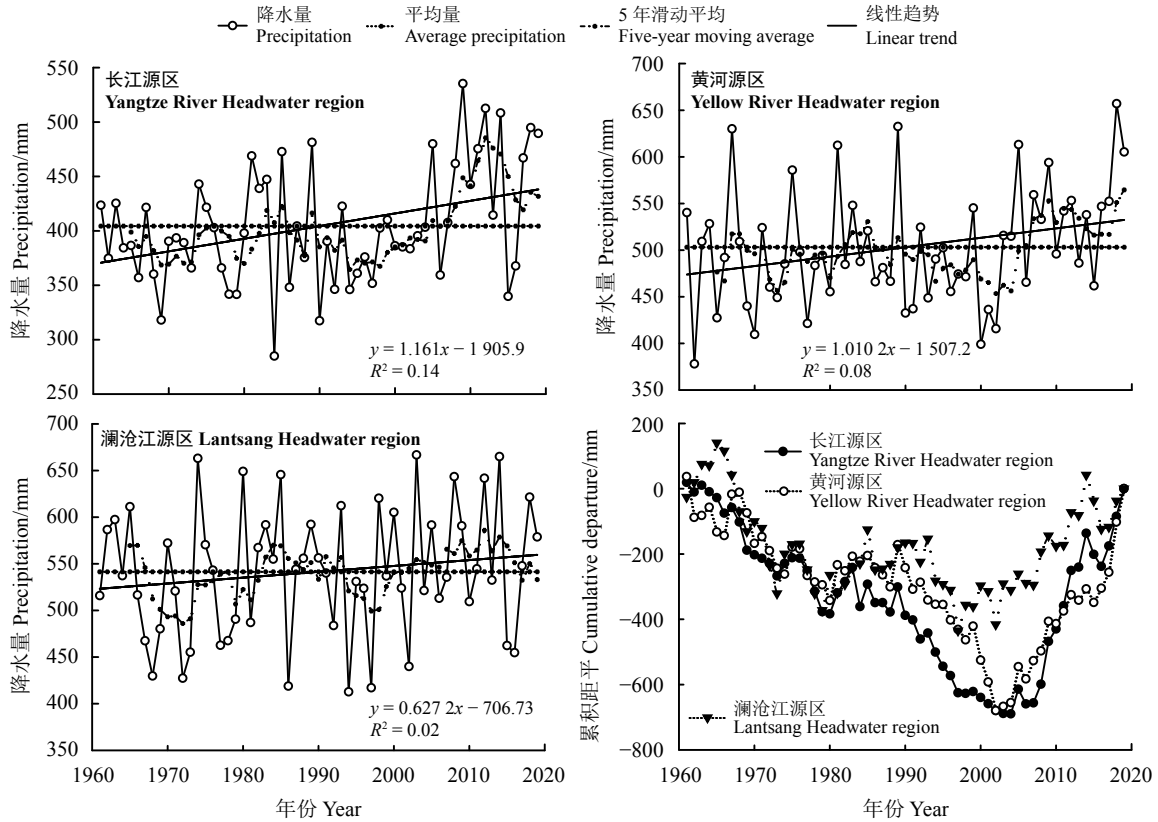 降水量
Precipitation
平均量
Average precipitation
5 年滑动平均
Five-year moving average
线性趋势
Linear trend
550
500
450
400
350
300
250
降水量 Precipitation/mm
长江源区
Yangtze River Headwater region
y = 1.161x − 1 905.9
R² = 0.14
700
650
600
550
500
450
400
350
降水量 Precipitation/mm
黄河源区
Yellow River Headwater region
y = 1.010 2x − 1 507.2
R² = 0.08
700
650
600
550
500
450
400
350
降水量 Precipitation/mm
澜沧江源区 Lantsang Headwater region
y = 0.627 2x − 706.73
R² = 0.02
1960 1970 1980 1990 2000 2010 2020
年份 Year
200
0
−200
−400
−600
−800
累积距平 Cumulative departure/mm
长江源区
Yangtze River Headwater region
黄河源区
Yellow River Headwater region
澜沧江源区
Lantsang Headwater region
1960 1970 1980 1990 2000 2010 2020
年份 Year